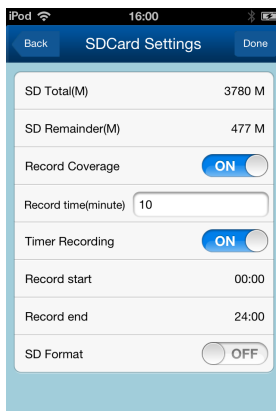 iPod 16:00
Back SDCard Settings Done
SD Total(M) 3780 M
SD Remainder(M) 477 M
Record Coverage ON
Record time(minute) 10
Timer Recording ON
Record start 00:00
Record end 24:00
SD Format OFF